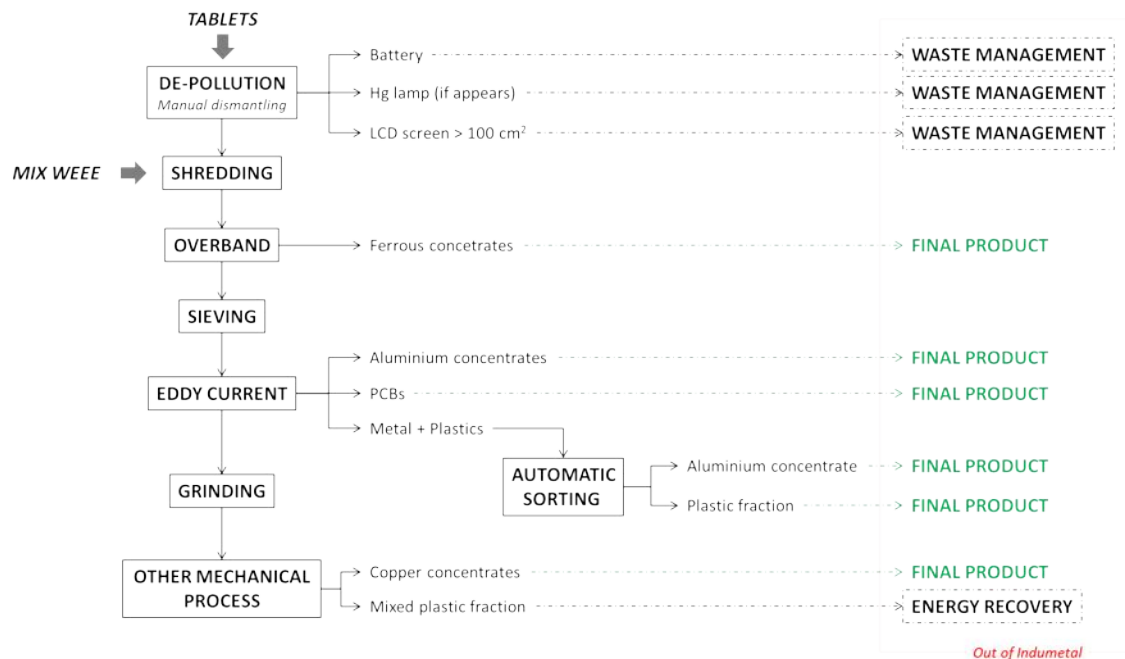 TABLETS
DE-POLLUTION
Manual dismantling
Battery
WASTE MANAGEMENT
Hg lamp (if appears)
WASTE MANAGEMENT
LCD screen > 100 cm²
WASTE MANAGEMENT
MIX WEEE
SHREDDING
OVERBAND
Ferrous concetrates
FINAL PRODUCT
SIEVING
EDDY CURRENT
Aluminium concentrates
FINAL PRODUCT
PCBs
FINAL PRODUCT
Metal + Plastics
AUTOMATIC
SORTING
Aluminium concentrate
FINAL PRODUCT
Plastic fraction
FINAL PRODUCT
GRINDING
OTHER MECHANICAL
PROCESS
Copper concentrates
FINAL PRODUCT
Mixed plastic fraction
ENERGY RECOVERY
Out of Indumetal